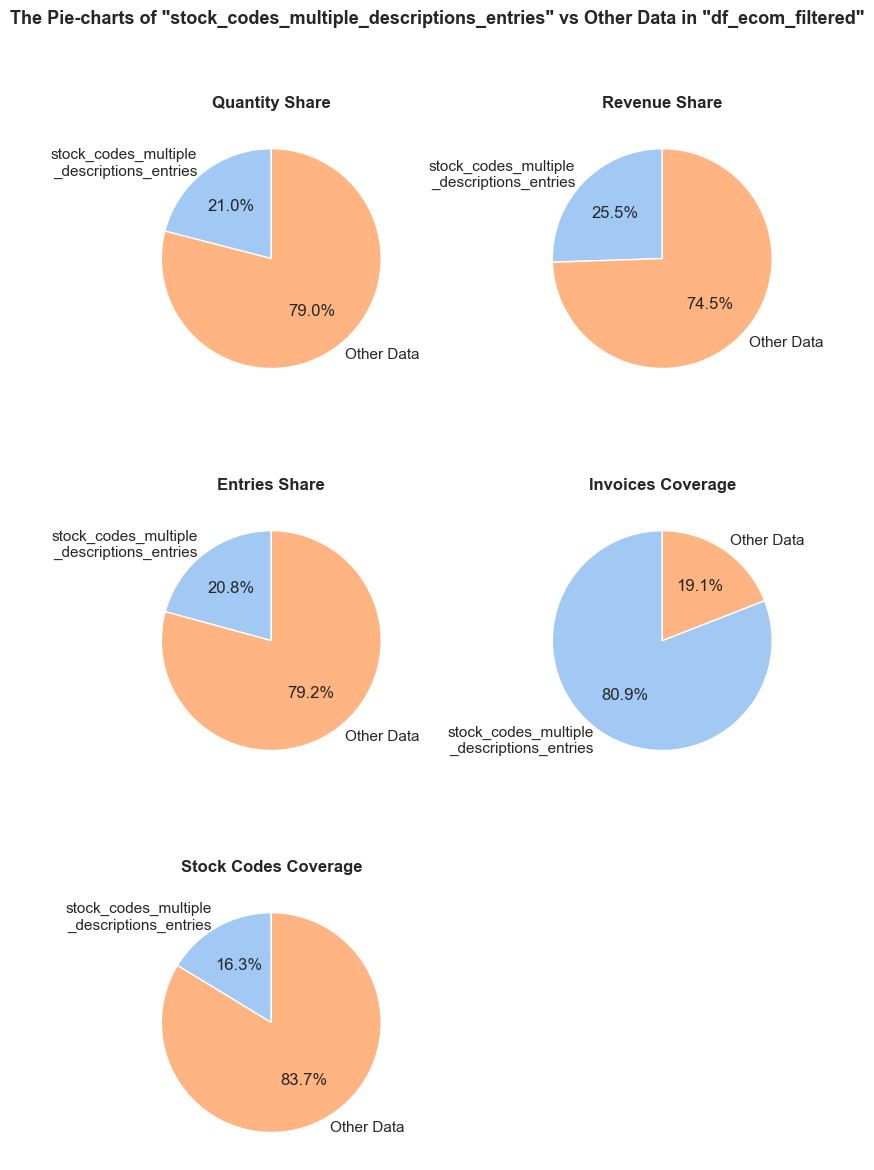 The Pie-charts of "stock_codes_multiple_descriptions_entries" vs Other Data in "df_ecom_filtered"
Quantity Share
stock_codes_multiple
_descriptions_entries
21.0%
79.0%
Other Data
Revenue Share
stock_codes_multiple
_descriptions_entries
25.5%
74.5%
Other Data
Entries Share
stock_codes_multiple
_descriptions_entries
20.8%
79.2%
Other Data
Invoices Coverage
Other Data
19.1%
80.9%
stock_codes_multiple
_descriptions_entries
Stock Codes Coverage
stock_codes_multiple
_descriptions_entries
16.3%
83.7%
Other Data